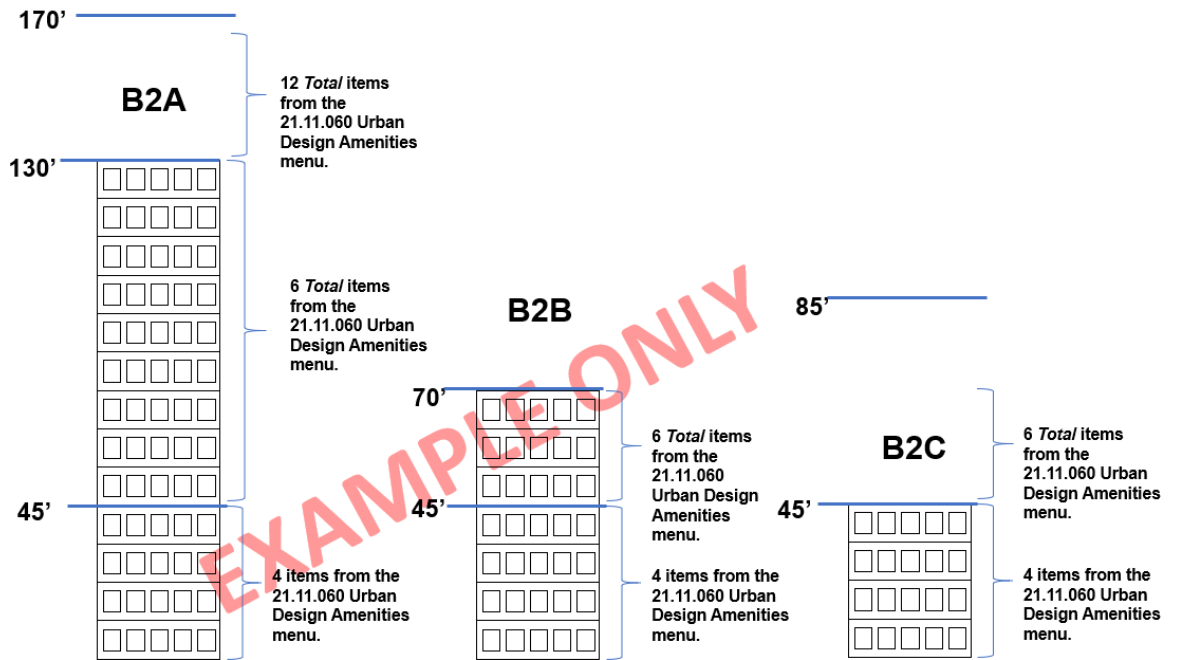 170’
B2A
12 Total items
from the
21.11.060 Urban
Design Amenities
menu.
130’
6 Total items
from the
21.11.060 Urban
Design Amenities
menu.
45’
4 items from the
21.11.060 Urban
Design Amenities
menu.
B2B
70’
6 Total items
from the
21.11.060
Urban Design
Amenities
menu.
45’
4 items from the
21.11.060 Urban
Design Amenities
menu.
85’
B2C
6 Total items
from the
21.11.060 Urban
Design Amenities
menu.
45’
4 items from the
21.11.060 Urban
Design Amenities
menu.
EXAMPLE ONLY